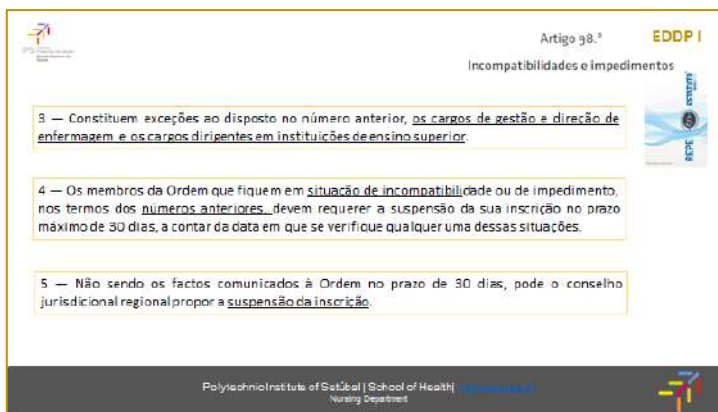 Artigo 98.º
EDDP I
Incompatibilidades e impedimentos
REPE
ESTATUTO
3 — Constituem exceções ao disposto no número anterior, os cargos de gestão e direção de
enfermagem e os cargos dirigentes em instituições de ensino superior.
4 — Os membros da Ordem que fiquem em situação de incompatibilidade ou de impedimento,
nos termos dos números anteriores, devem requerer a suspensão da sua inscrição no prazo
máximo de 30 dias, a contar da data em que se verifique qualquer uma dessas situações.
5 — Não sendo os factos comunicados à Ordem no prazo de 30 dias, pode o conselho
jurisdicional regional propor a suspensão da inscrição.
Polytechnic Institute of Setúbal | School of Health|
Nursing Department